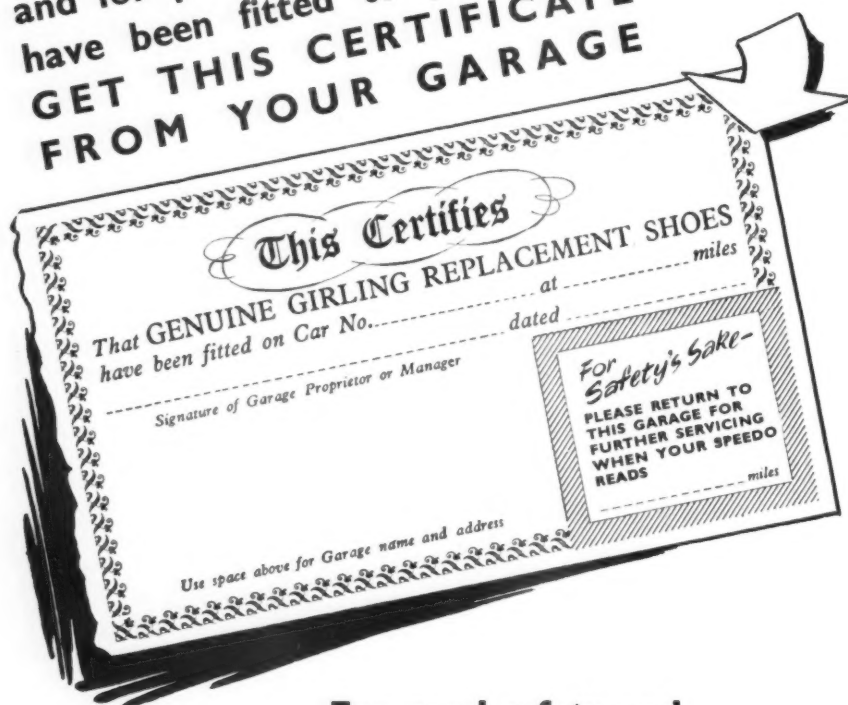 and
have been fitted
GET THIS CERTIFICATE
FROM YOUR GARAGE
This Certifies
That GENUINE GIRLING REPLACEMENT SHOES
have been fitted on Car No. at miles
dated
Signature of Garage Proprietor or Manager
For
Safety's Sake-
PLEASE RETURN TO
THIS GARAGE FOR
FURTHER SERVICING
WHEN YOUR SPEEDO
READS
miles
Use space above for Garage name and address